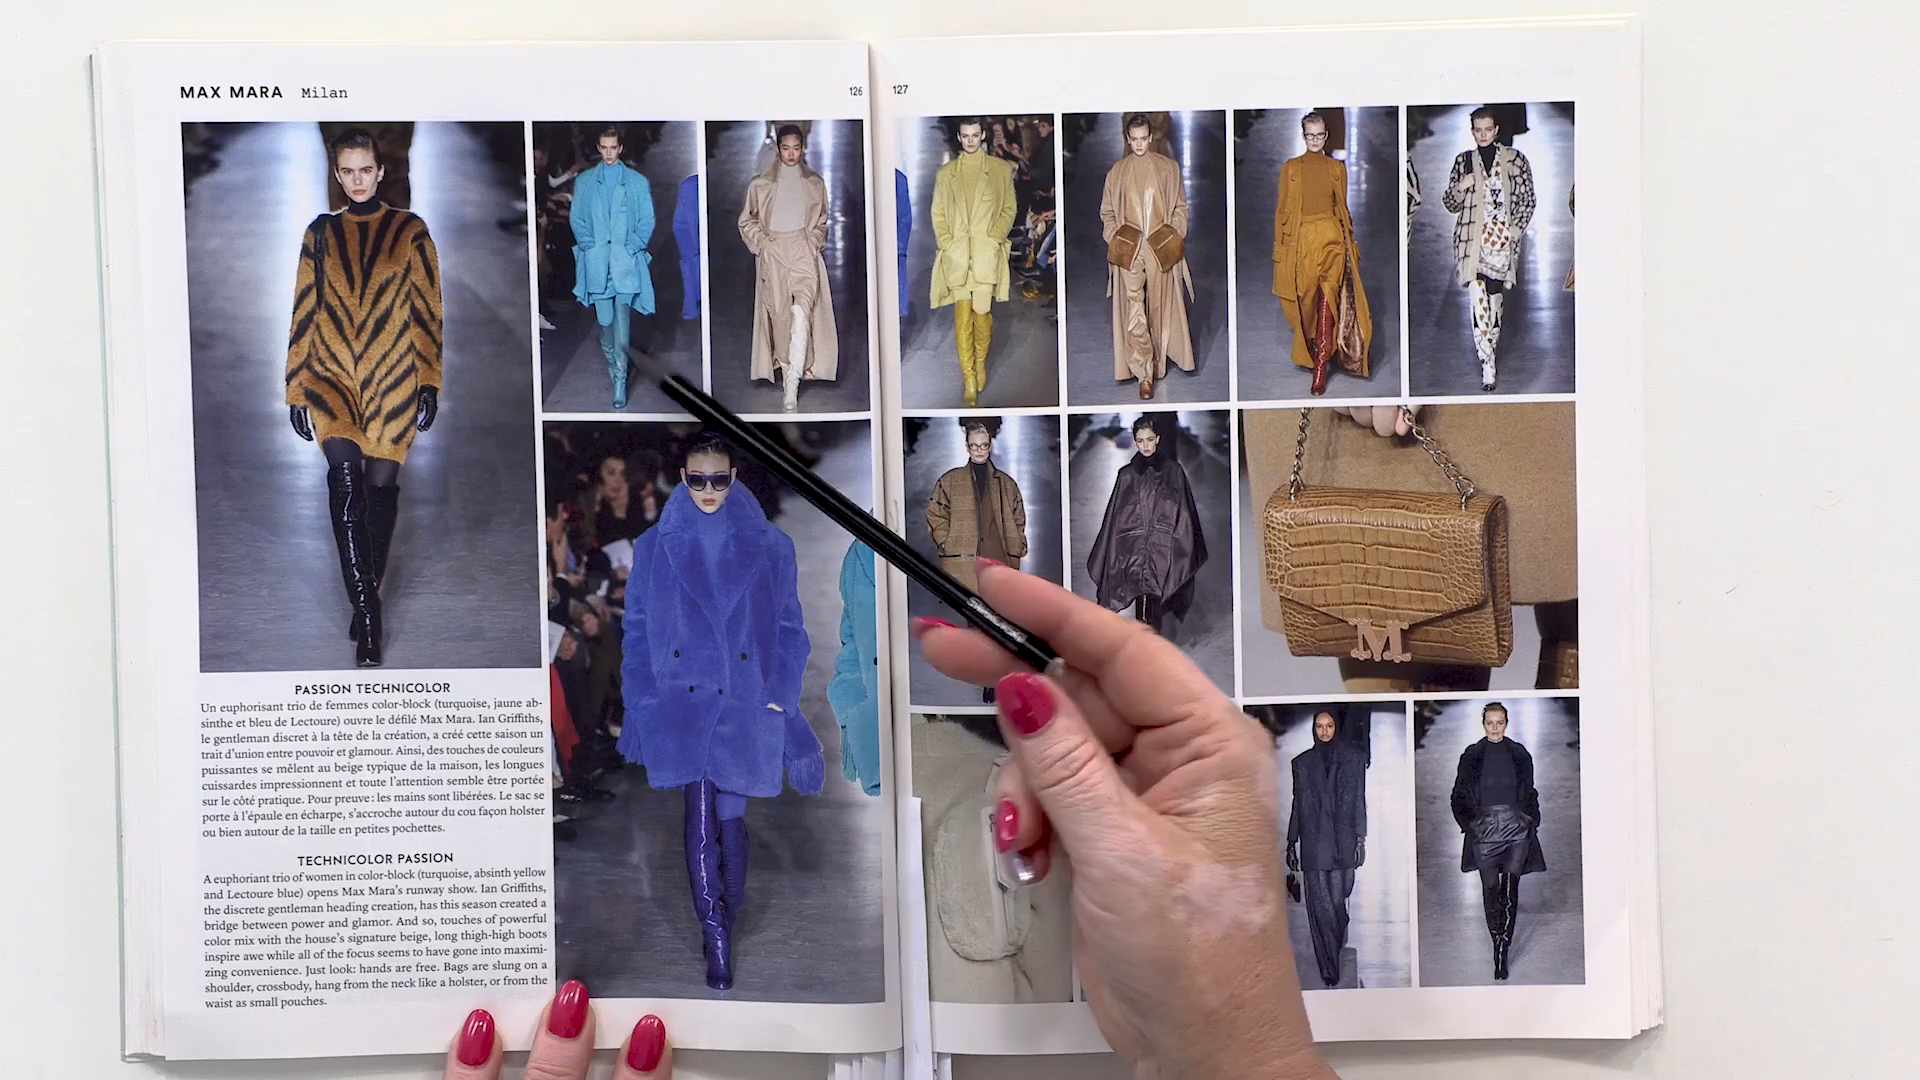 MAX MARA Milan
126
127
PASSION TECHNICOLOR
Un euphorisant trio de femmes color-block (turquoise, jaune ab-
sinthe et bleu de Lectoure) ouvre le défilé Max Mara. Ian Griffiths,
le gentleman discret à la tête de la création, a créé cette saison un
trait d'union entre pouvoir et glamour. Ainsi, des touches de couleurs
puissantes se mêlent au beige typique de la maison, les longues
cuissardes impressionnent et toute l'attention semble être portée
sur le côté pratique. Pour preuve : les mains sont libérées. Le sac se
porte à l'épaule en écharpe, s'accroche autour du cou façon holster
ou bien autour de la taille en petites pochettes.
TECHNICOLOR PASSION
A euphoriant trio of women in color-block (turquoise, absinth yellow
and Lectoure blue) opens Max Mara's runway show. Ian Griffiths,
the discrete gentleman heading creation, has this season created a
bridge between power and glamor. And so, touches of powerful
color mix with the house's signature beige, long thigh-high boots
inspire awe while all of the focus seems to have gone into maximi-
zing convenience. Just look: hands are free. Bags are slung on a
shoulder, crossbody, hang from the neck like a holster, or from the
waist as small pouches.
M